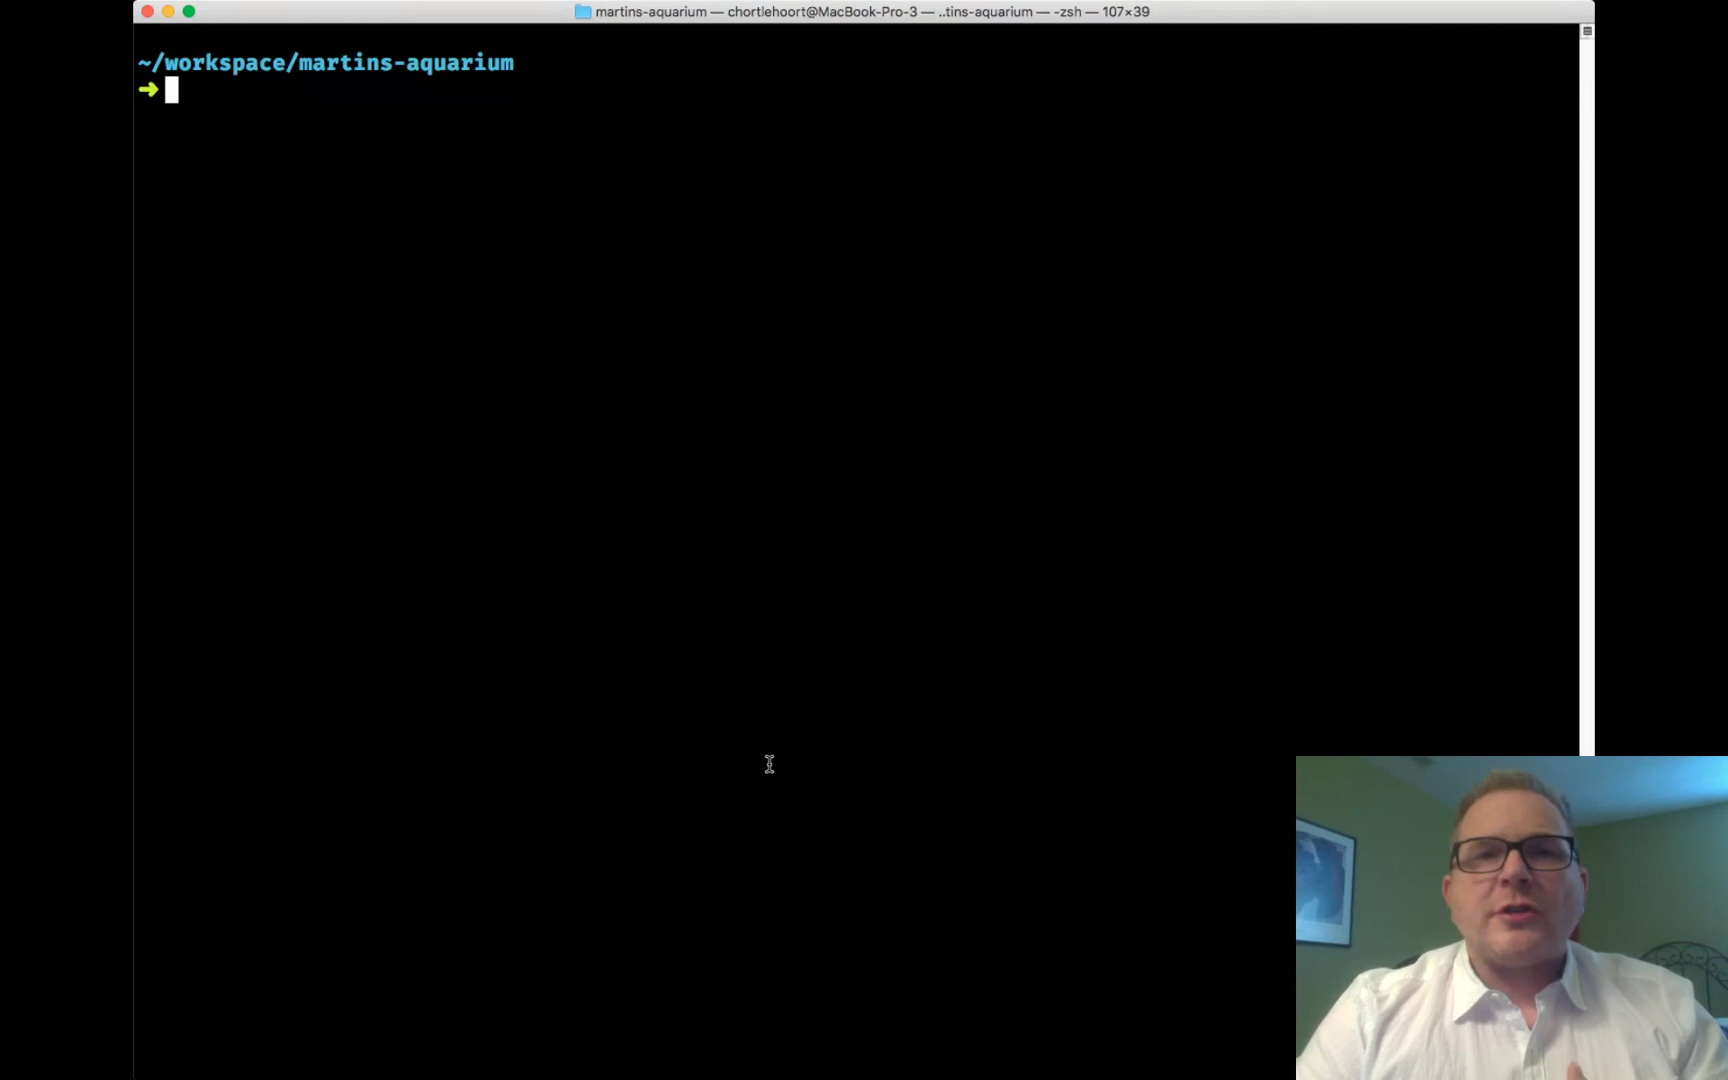 martins-aquarium — chortlehoort@MacBook-Pro-3 — ..tins-aquarium — -zsh — 107×39
~/workspace/martins-aquarium
➜